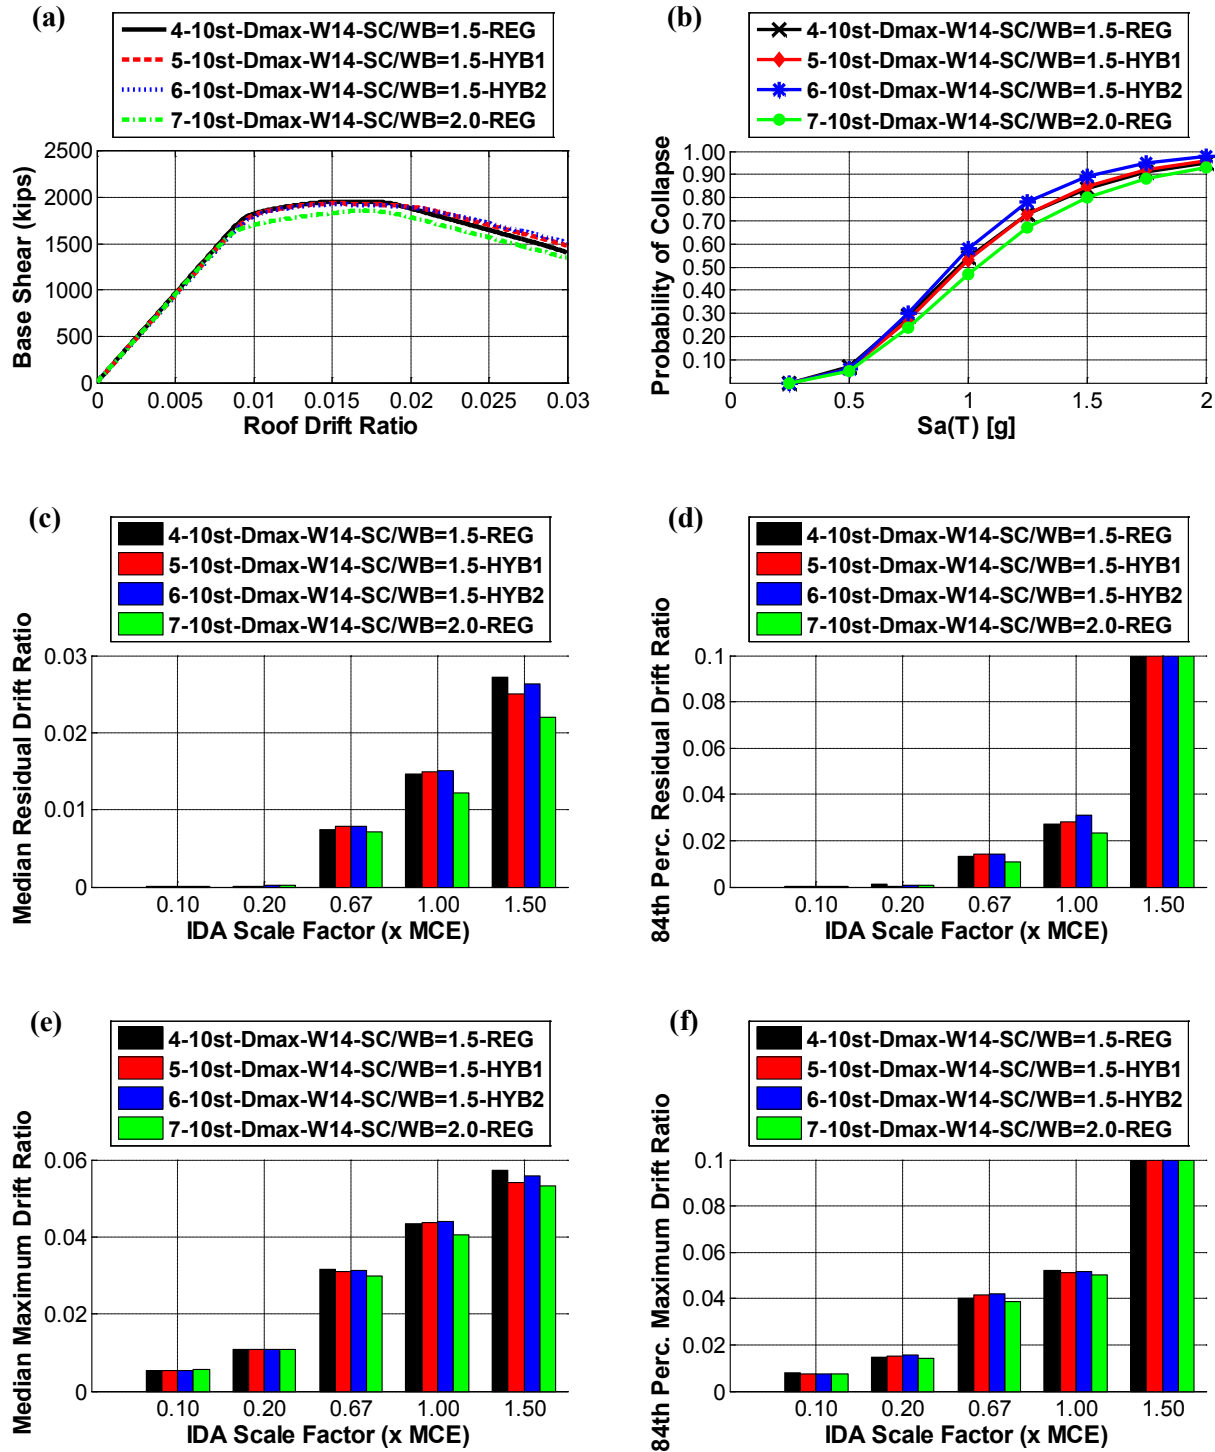 (a)
4-10st-Dmax-W14-SC/WB=1.5-REG
5-10st-Dmax-W14-SC/WB=1.5-HYB1
6-10st-Dmax-W14-SC/WB=1.5-HYB2
7-10st-Dmax-W14-SC/WB=2.0-REG
Base Shear (kips)
2500
2000
1500
1000
500
0
0 0.005 0.01 0.015 0.02 0.025 0.03
Roof Drift Ratio
(b)
4-10st-Dmax-W14-SC/WB=1.5-REG
5-10st-Dmax-W14-SC/WB=1.5-HYB1
6-10st-Dmax-W14-SC/WB=1.5-HYB2
7-10st-Dmax-W14-SC/WB=2.0-REG
Probability of Collapse
1.00
0.90
0.80
0.70
0.60
0.50
0.40
0.30
0.20
0.10
0 0.5 1 1.5 2
Sa(T) [g]
(c)
4-10st-Dmax-W14-SC/WB=1.5-REG
5-10st-Dmax-W14-SC/WB=1.5-HYB1
6-10st-Dmax-W14-SC/WB=1.5-HYB2
7-10st-Dmax-W14-SC/WB=2.0-REG
Median Residual Drift Ratio
0.03
0.02
0.01
0
0.10 0.20 0.67 1.00 1.50
IDA Scale Factor (x MCE)
(d)
4-10st-Dmax-W14-SC/WB=1.5-REG
5-10st-Dmax-W14-SC/WB=1.5-HYB1
6-10st-Dmax-W14-SC/WB=1.5-HYB2
7-10st-Dmax-W14-SC/WB=2.0-REG
84th Perc. Residual Drift Ratio
0.1
0.08
0.06
0.04
0.02
0
0.10 0.20 0.67 1.00 1.50
IDA Scale Factor (x MCE)
(e)
4-10st-Dmax-W14-SC/WB=1.5-REG
5-10st-Dmax-W14-SC/WB=1.5-HYB1
6-10st-Dmax-W14-SC/WB=1.5-HYB2
7-10st-Dmax-W14-SC/WB=2.0-REG
Median Maximum Drift Ratio
0.06
0.04
0.02
0
0.10 0.20 0.67 1.00 1.50
IDA Scale Factor (x MCE)
(f)
4-10st-Dmax-W14-SC/WB=1.5-REG
5-10st-Dmax-W14-SC/WB=1.5-HYB1
6-10st-Dmax-W14-SC/WB=1.5-HYB2
7-10st-Dmax-W14-SC/WB=2.0-REG
84th Perc. Maximum Drift Ratio
0.1
0.08
0.06
0.04
0.02
0
0.10 0.20 0.67 1.00 1.50
IDA Scale Factor (x MCE)